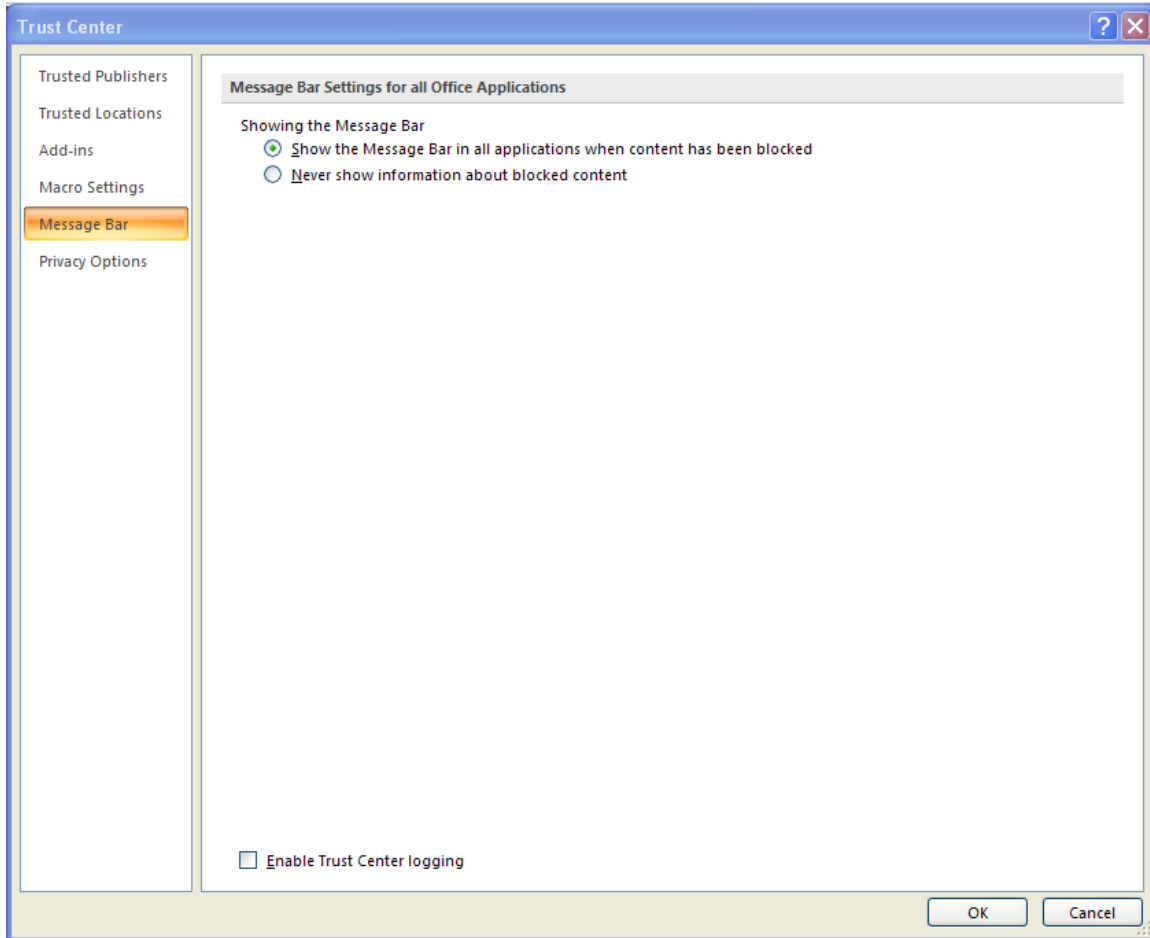 Trust Center
Trusted Publishers
Trusted Locations
Add-ins
Macro Settings
Message Bar
Privacy Options
Message Bar Settings for all Office Applications
Showing the Message Bar
Show the Message Bar in all applications when content has been blocked
Never show information about blocked content
Enable Trust Center logging
OK
Cancel